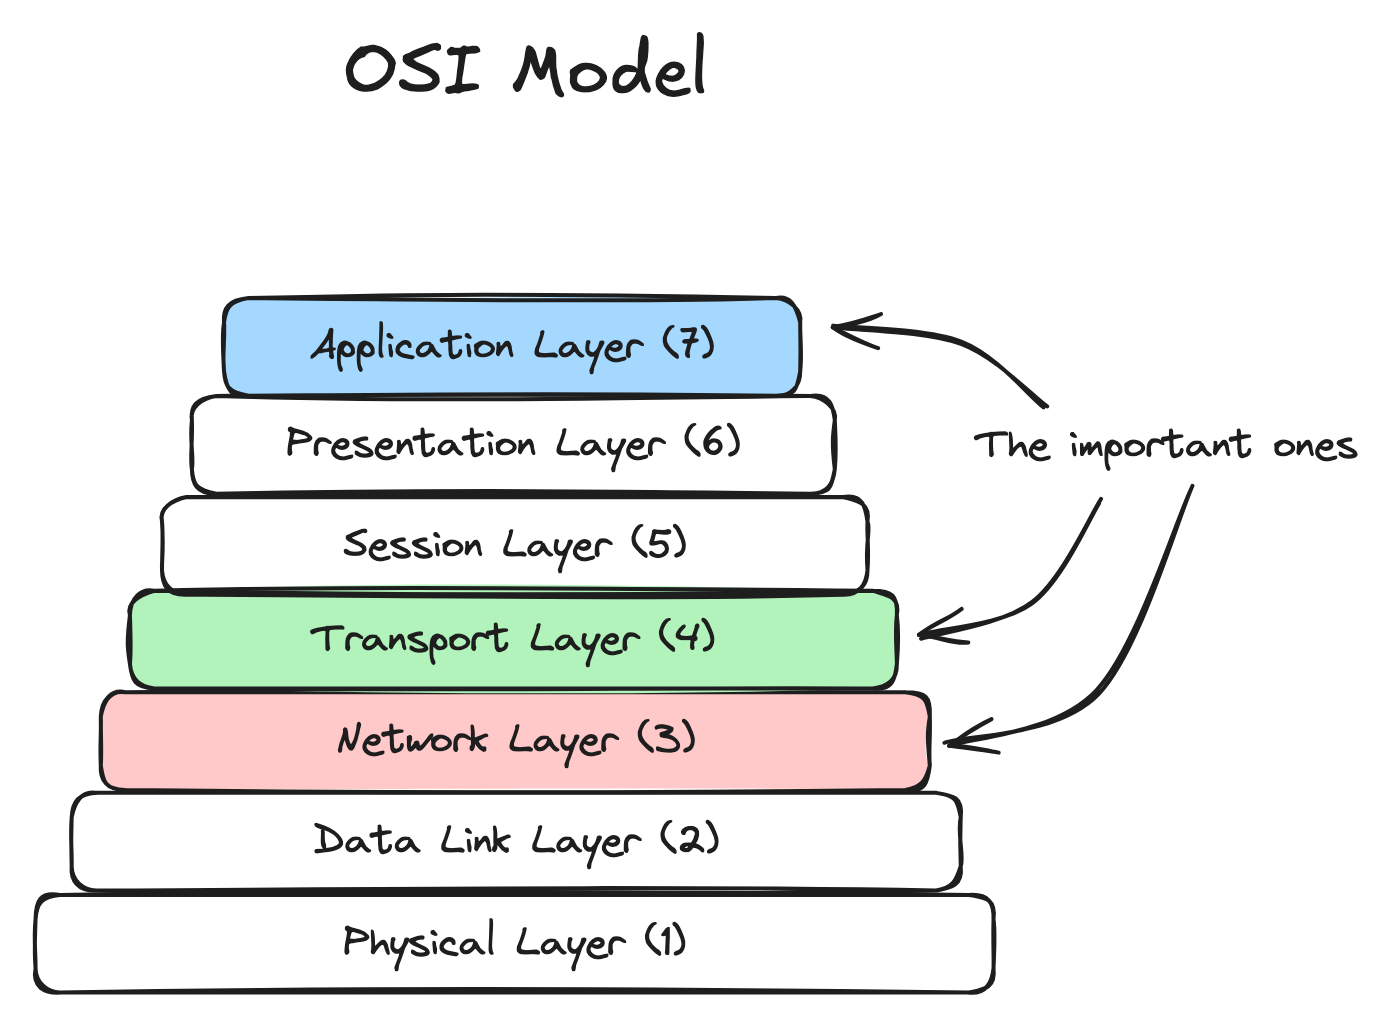 OSI Model
Application Layer (7)
Presentation Layer (6)
The important ones
Session Layer (5)
Transport Layer (4)
Network Layer (3)
Data Link Layer (2)
Physical Layer (1)